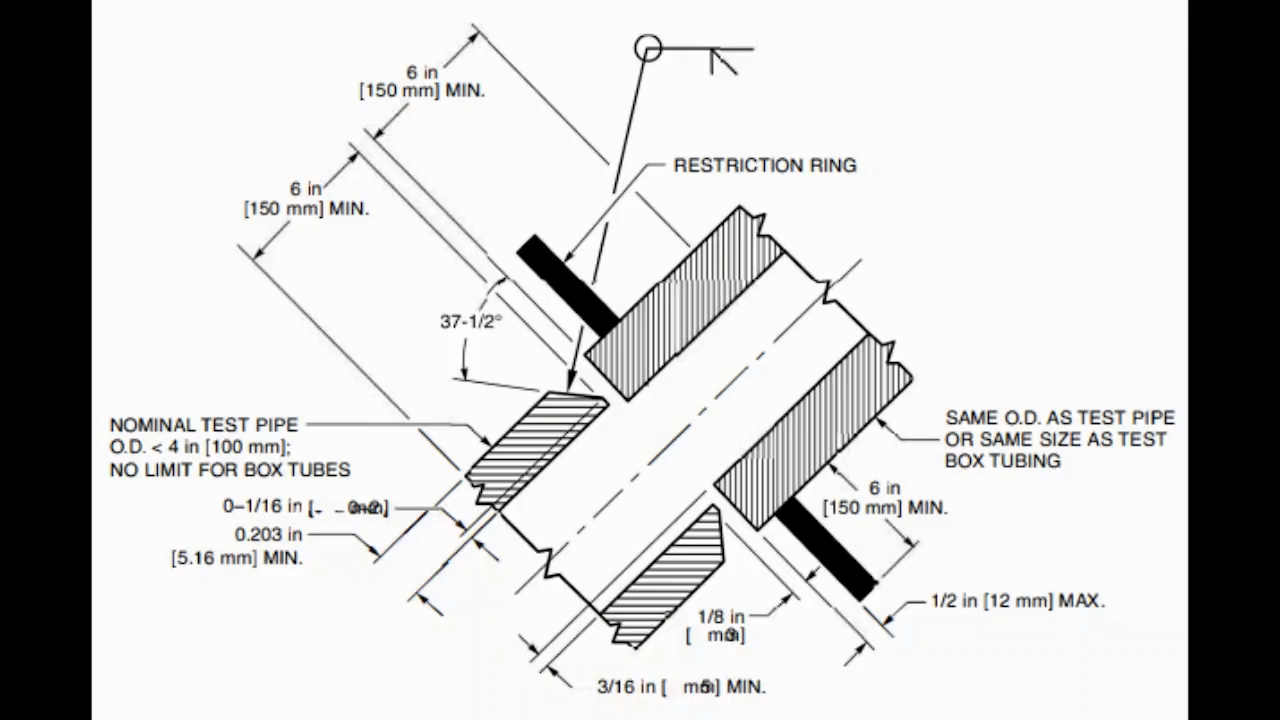 6 in
[150 mm] MIN.
RESTRICTION RING
6 in
[150 mm] MIN.
37-1/2°
NOMINAL TEST PIPE
O.D. < 4 in [100 mm];
NO LIMIT FOR BOX TUBES
SAME O.D. AS TEST PIPE
OR SAME SIZE AS TEST
BOX TUBING
6 in
[150 mm] MIN.
0–1/16 in
0.203 in
[5.16 mm] MIN.
1/2 in [12 mm] MAX.
1/8 in
3/16 in MIN.